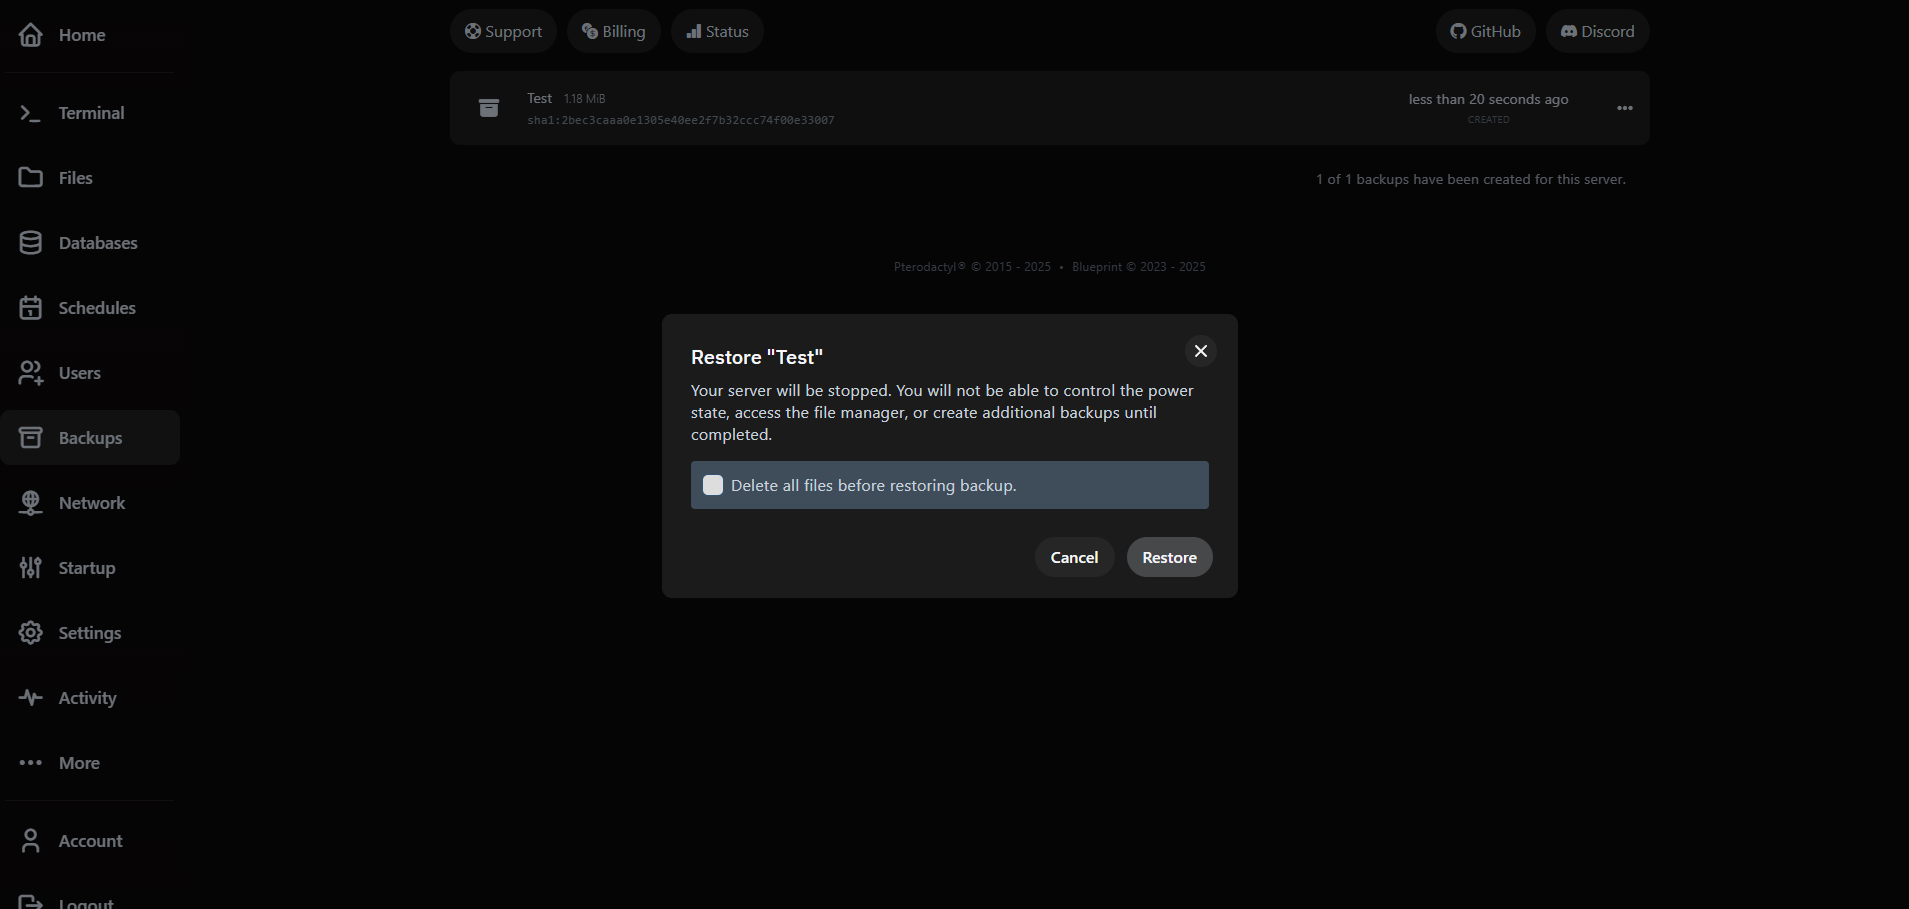 Home
Terminal
Files
Databases
Schedules
Users
Backups
Network
Startup
Settings
Activity
More
Account
Logout
Support
Billing
Status
GitHub
Discord
Test 1.18 MiB
sha1:2bec3caaa0e1305e40ee2f7b32ccc74f00e33007
less than 20 seconds ago
CREATED
1 of 1 backups have been created for this server.
Pterodactyl® © 2015 - 2025 • Blueprint © 2023 - 2025
Restore "Test"
Your server will be stopped. You will not be able to control the power
state, access the file manager, or create additional backups until
completed.
Delete all files before restoring backup.
Cancel
Restore